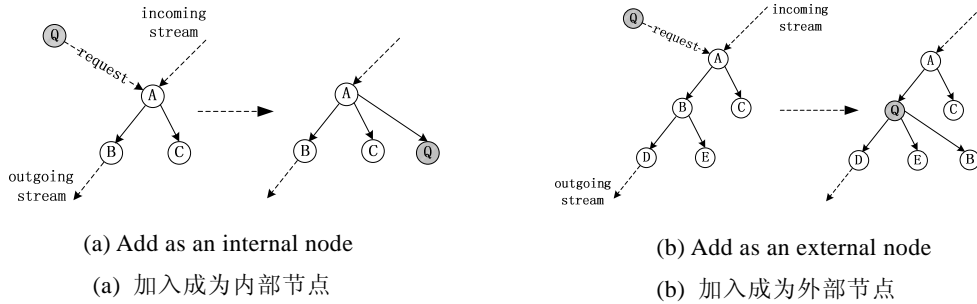 incoming
stream
Q
request
A
A
B
C
B
C
Q
outgoing
stream
(a) Add as an internal node
(a) 加入成为内部节点
incoming
stream
Q
request
A
A
B
C
Q
C
D
E
D
E
B
outgoing
stream
(b) Add as an external node
(b) 加入成为外部节点